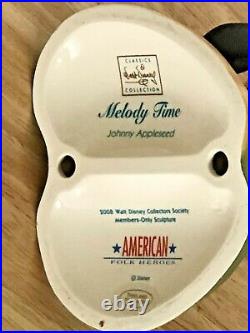 CLASSICS
Walt Disney
COLLECTION
Melody Time
Johnny Appleseed
2008 Walt Disney Collectors Society
Members-Only Sculpture
AMERICAN
FOLK HEROES
© Disney